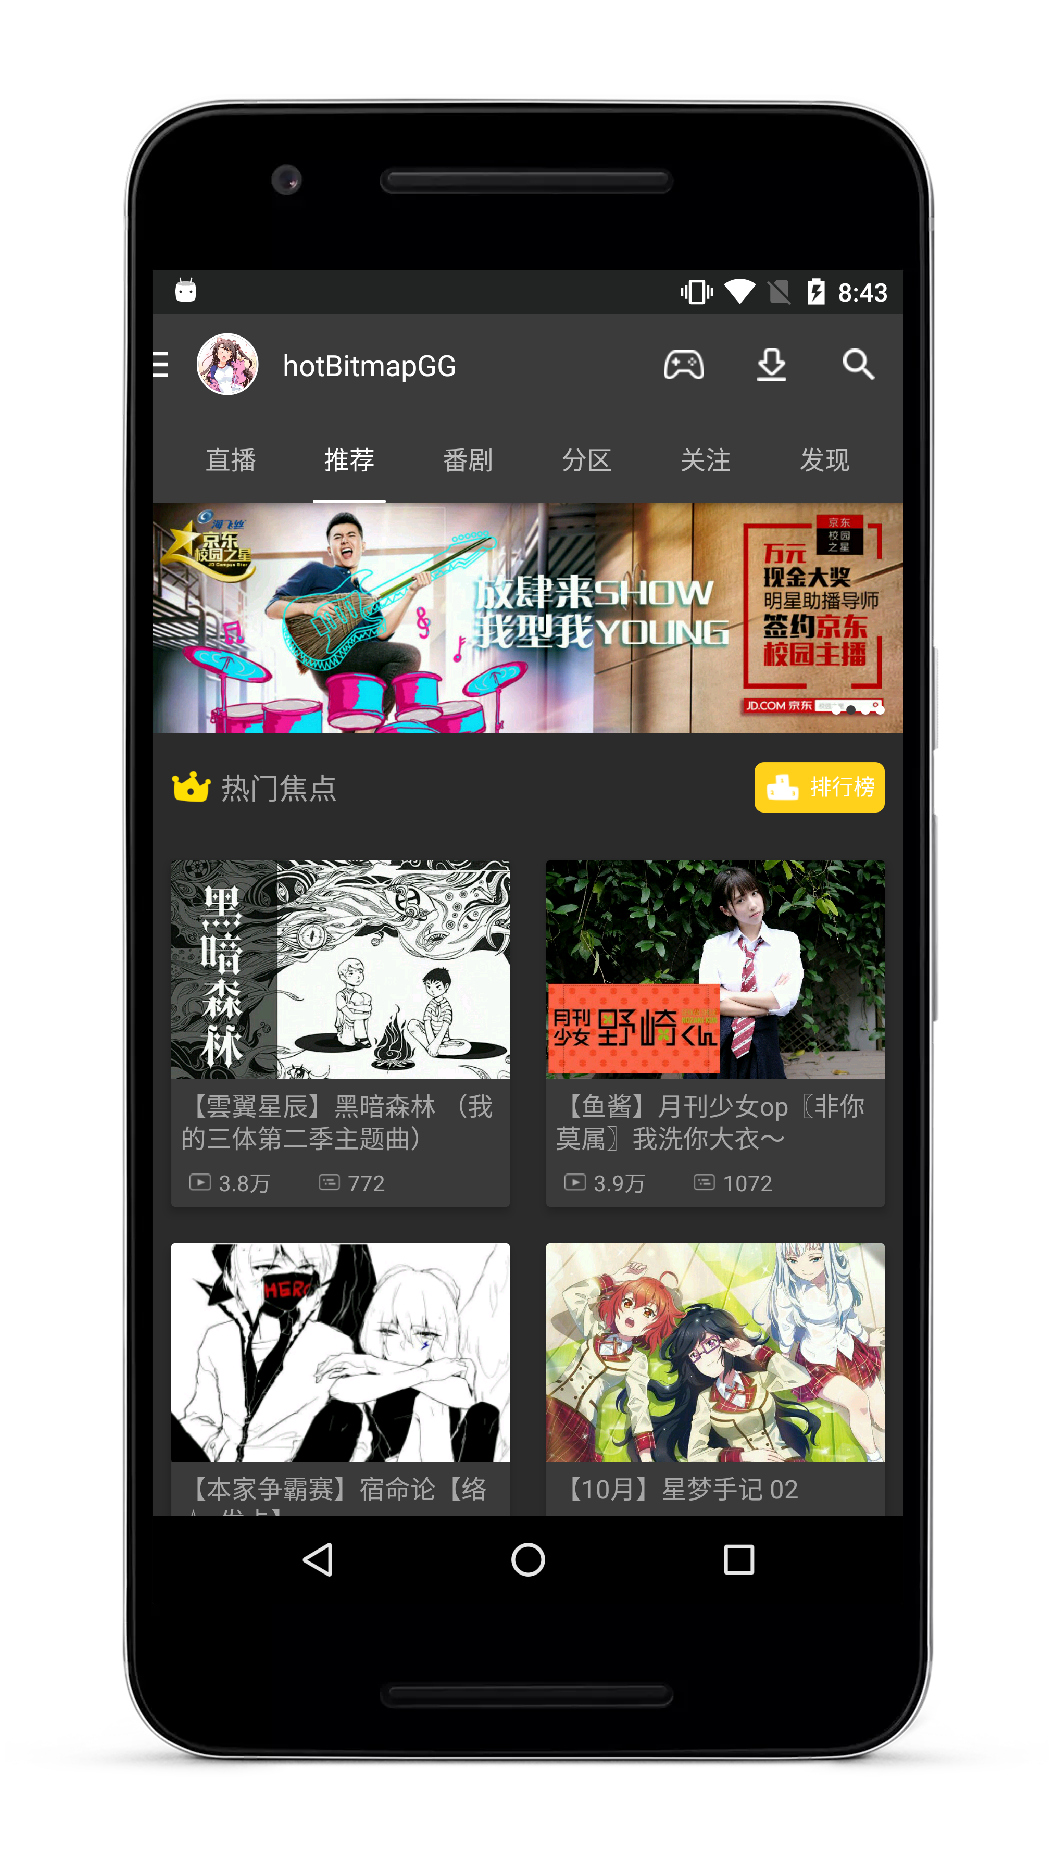 8:43
hotBitmapGG
直播 推荐 番剧 分区 关注 发现
海飞丝
京东
校园之星
JD Campus Star
放肆来SHOW
我型我YOUNG
京东
校园
之星
万元
现金大奖
明星助播导师
签约京东
校园主播
JD.COM 京东
热门焦点
排行榜
黑暗森林
月刊
少女
野崎くん
【雲翼星辰】黑暗森林 （我
的三体第二季主题曲）
3.8万 772
【鱼酱】月刊少女op〖非你
莫属〗我洗你大衣～
3.9万 1072
HERO
【本家争霸赛】宿命论【络
【10月】星梦手记 02